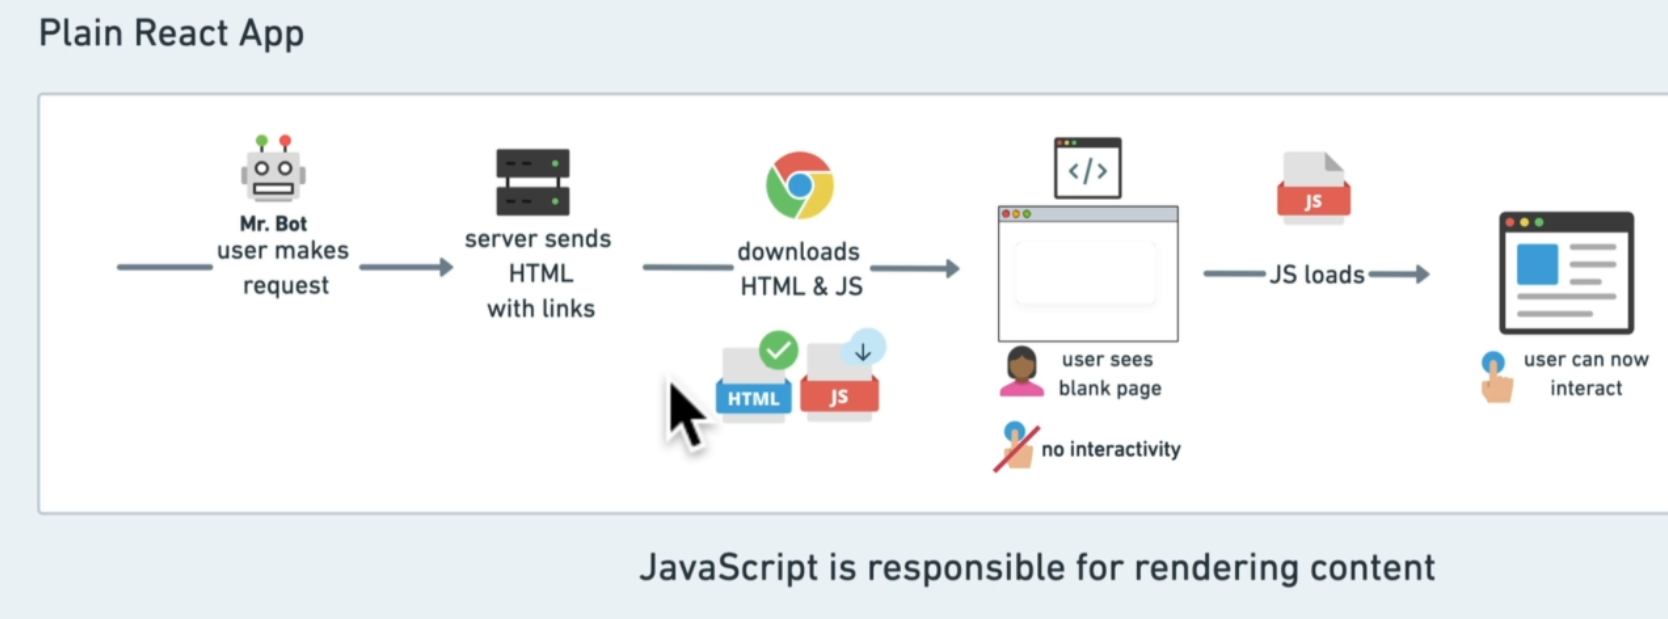 Plain React App
Mr. Bot
user makes
request
server sends
HTML
with links
downloads
HTML & JS
HTML
JS
</>
user sees
blank page
no interactivity
JS
JS loads
user can now
interact
JavaScript is responsible for rendering content